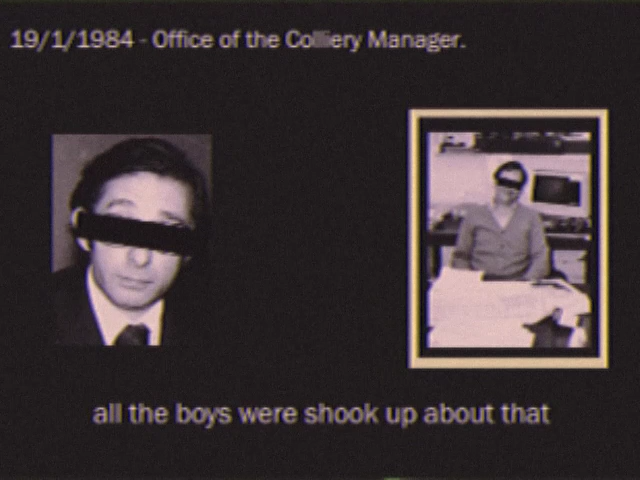 19/1/1984 - Office of the Colliery Manager.
all the boys were shook up about that